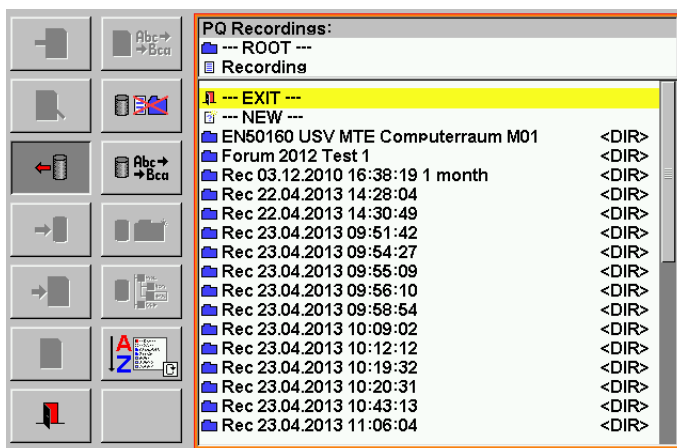 Abc
Bca
Abc
Bca
A
Z
PQ Recordings:
--- ROOT ---
Recording
--- EXIT ---
--- NEW ---
EN50160 USV MTE Computerraum M01 <DIR>
Forum 2012 Test 1 <DIR>
Rec 03.12.2010 16:38:19 1 month <DIR>
Rec 22.04.2013 14:28:04 <DIR>
Rec 22.04.2013 14:30:49 <DIR>
Rec 23.04.2013 09:51:42 <DIR>
Rec 23.04.2013 09:54:27 <DIR>
Rec 23.04.2013 09:55:09 <DIR>
Rec 23.04.2013 09:56:10 <DIR>
Rec 23.04.2013 09:58:54 <DIR>
Rec 23.04.2013 10:09:02 <DIR>
Rec 23.04.2013 10:12:12 <DIR>
Rec 23.04.2013 10:19:32 <DIR>
Rec 23.04.2013 10:20:31 <DIR>
Rec 23.04.2013 10:43:13 <DIR>
Rec 23.04.2013 11:06:04 <DIR>